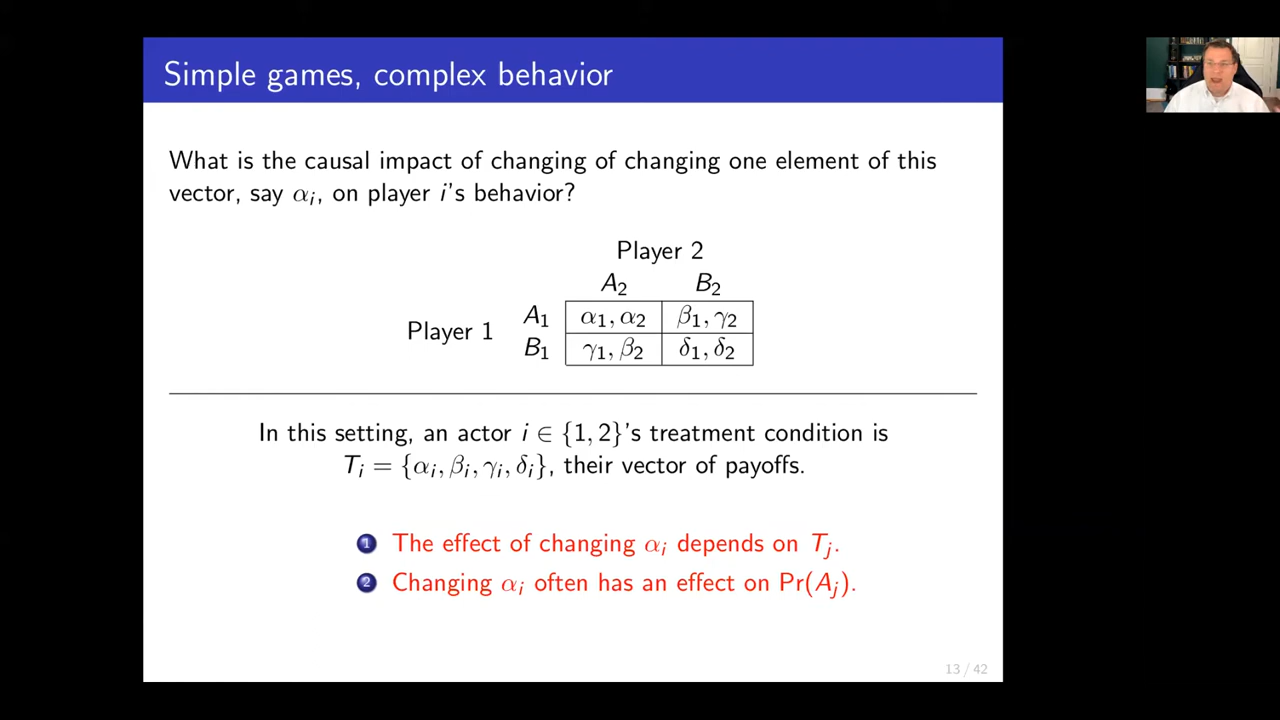 Simple games, complex behavior
What is the causal impact of changing of changing one element of this
vector, say αᵢ, on player i's behavior?
Player 2
A₂ B₂
A₁ α₁, α₂ β₁, γ₂
Player 1
B₁ γ₁, β₂ δ₁, δ₂
In this setting, an actor i ∈ {1, 2}'s treatment condition is
Tᵢ = {αᵢ, βᵢ, γᵢ, δᵢ}, their vector of payoffs.
1 The effect of changing αᵢ depends on Tⱼ.
2 Changing αᵢ often has an effect on Pr(Aⱼ).
13 / 42